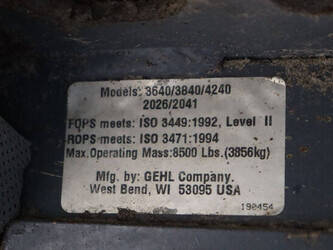 Models: 3640/3840/4240
2026/2041
FOPS meets: ISO 3449:1992, Level II
ROPS meets: ISO 3471:1994
Max. Operating Mass:8500 Lbs.(3856kg)
Mfg. by: GEHL Company.
West Bend, WI 53095 USA
190454